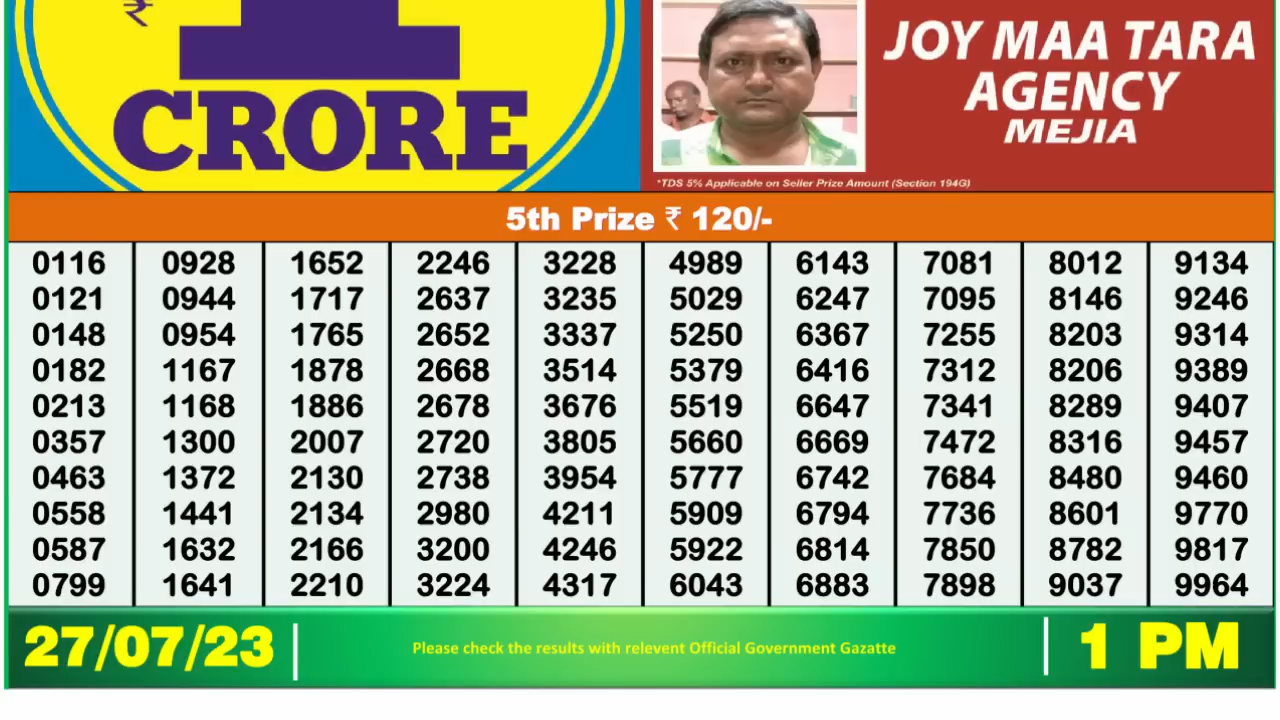 ₹ 1
CRORE
JOY MAA TARA
AGENCY
MEJIA
*TDS 5% Applicable on Seller Prize Amount (Section 194G)
5th Prize ₹ 120/-
0116 0928 1652 2246 3228 4989 6143 7081 8012 9134
0121 0944 1717 2637 3235 5029 6247 7095 8146 9246
0148 0954 1765 2652 3337 5250 6367 7255 8203 9314
0182 1167 1878 2668 3514 5379 6416 7312 8206 9389
0213 1168 1886 2678 3676 5519 6647 7341 8289 9407
0357 1300 2007 2720 3805 5660 6669 7472 8316 9457
0463 1372 2130 2738 3954 5777 6742 7684 8480 9460
0558 1441 2134 2980 4211 5909 6794 7736 8601 9770
0587 1632 2166 3200 4246 5922 6814 7850 8782 9817
0799 1641 2210 3224 4317 6043 6883 7898 9037 9964
27/07/23
Please check the results with relevent Official Government Gazatte
1 PM